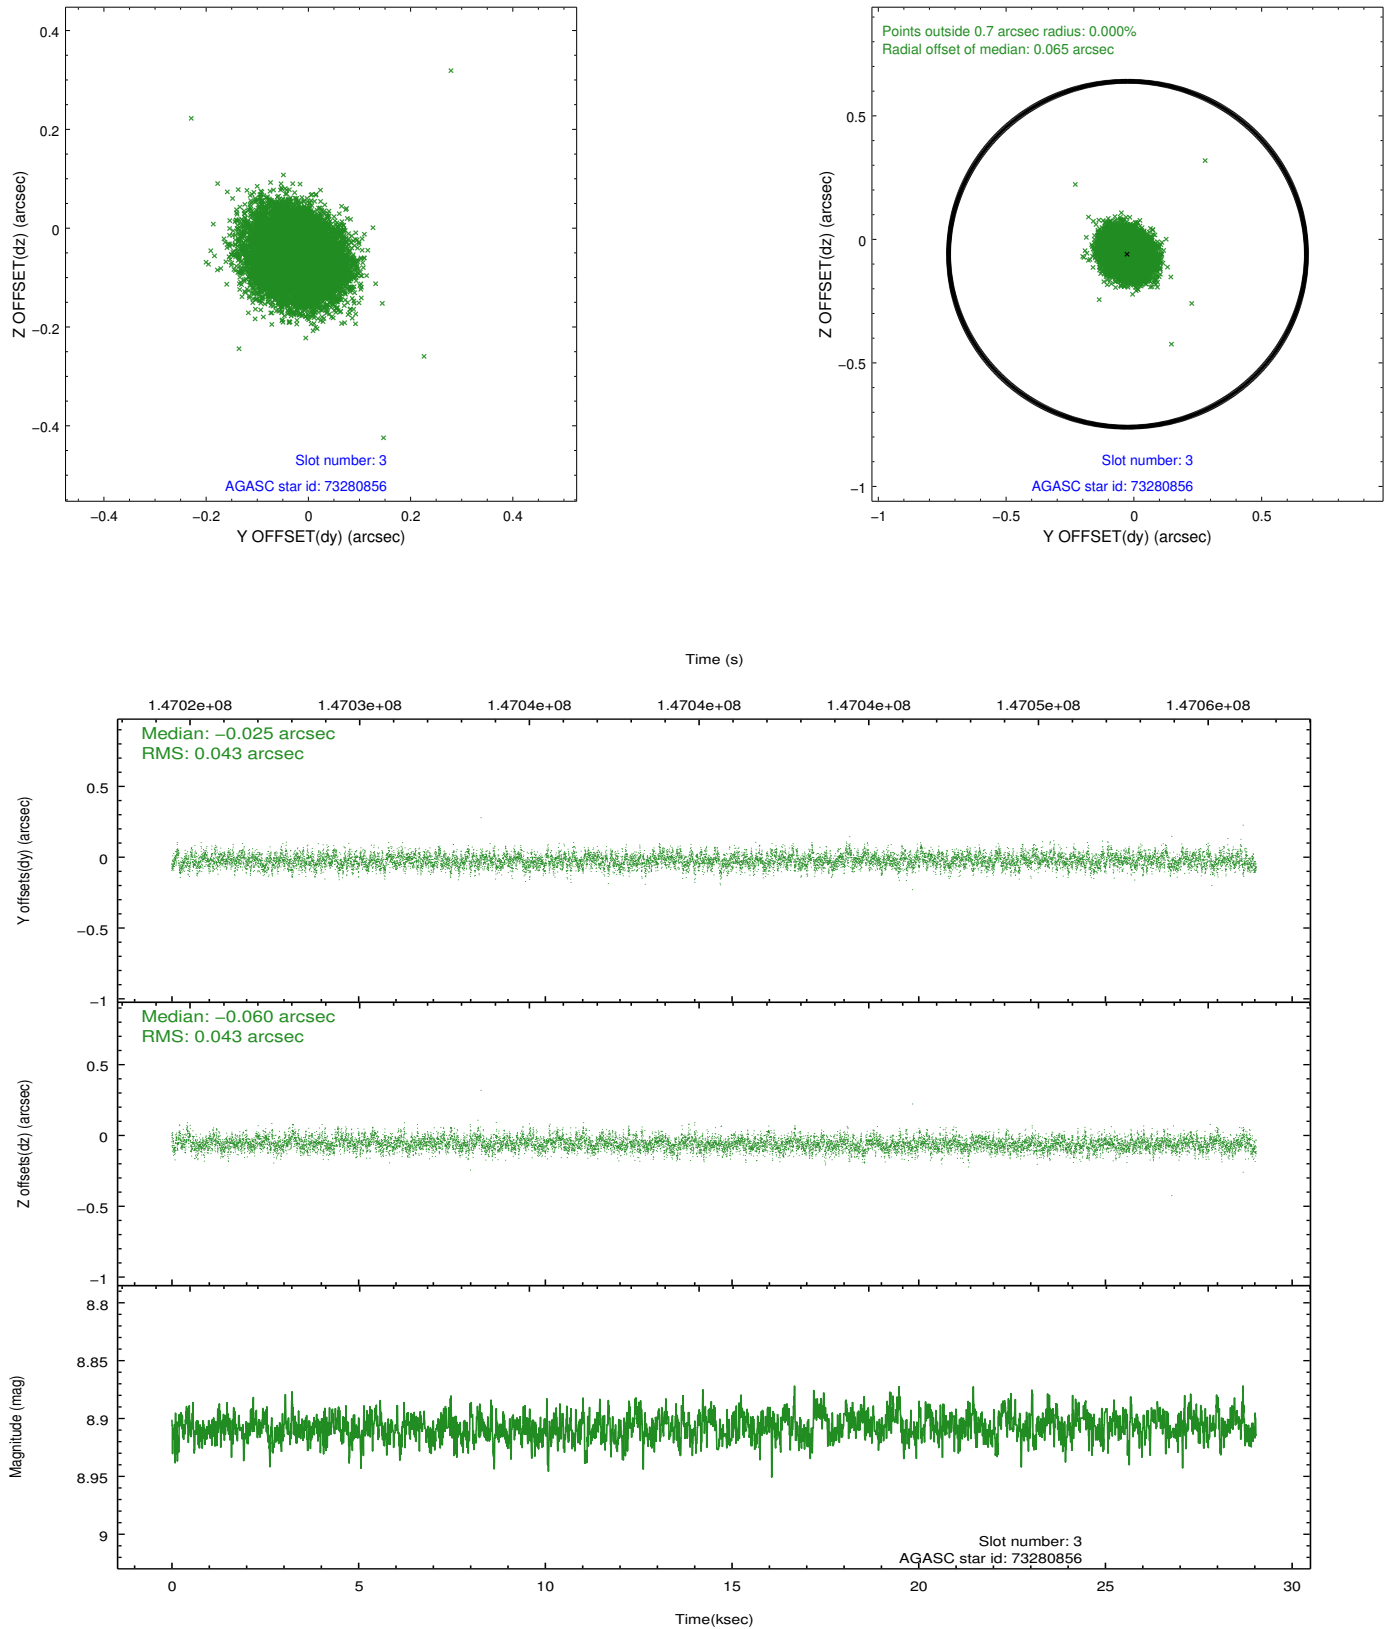 0.4
0.2
0
−0.2
−0.4
Z OFFSET(dz) (arcsec)
Slot number: 3
AGASC star id: 73280856
−0.4
−0.2
0
0.2
0.4
Y OFFSET(dy) (arcsec)
Points outside 0.7 arcsec radius: 0.000%
Radial offset of median: 0.065 arcsec
0.5
0
−0.5
−1
Z OFFSET(dz) (arcsec)
Slot number: 3
AGASC star id: 73280856
−1
−0.5
0
0.5
Y OFFSET(dy) (arcsec)
Time (s)
1.4702e+08
1.4703e+08
1.4704e+08
1.4704e+08
1.4704e+08
1.4705e+08
1.4706e+08
Median: −0.025 arcsec
RMS: 0.043 arcsec
0.5
0
−0.5
−1
Y offsets(dy) (arcsec)
Median: −0.060 arcsec
RMS: 0.043 arcsec
0.5
0
−0.5
−1
Z offsets(dz) (arcsec)
8.8
8.85
8.9
8.95
9
Magnitude (mag)
Slot number: 3
AGASC star id: 73280856
0
5
10
15
20
25
30
Time(ksec)